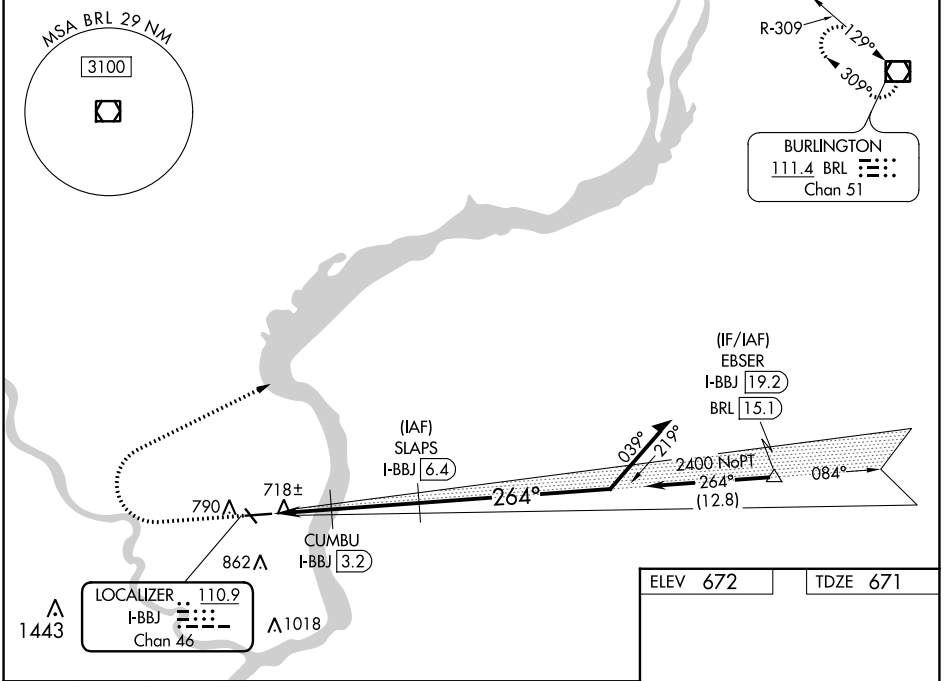 MSA BRL 29 NM
3100
R-309
129°
309°
BURLINGTON
111.4 BRL
Chan 51
(IF/IAF)
EBSER
I-BBJ 19.2
BRL 15.1
(IAF)
SLAPS
I-BBJ 6.4
039°
219°
2400 NoPT
264°
264°
(12.8)
084°
790
718±
CUMBU
I-BBJ 3.2
862
LOCALIZER 110.9
I-BBJ
Chan 46
1443
1018
ELEV 672
TDZE 671